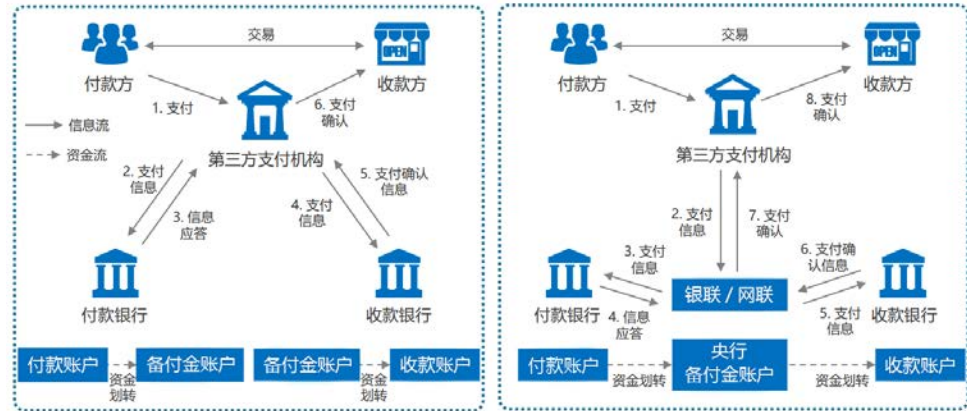 交易
OPEN
付款方
收款方
1. 支付
6. 支付
确认
信息流
资金流
第三方支付机构
2. 支付
信息
3. 信息
应答
4. 支付
信息
5. 支付确认
信息
付款银行
收款银行
付款账户
备付金账户
备付金账户
收款账户
资金
划转
资金
划转
交易
OPEN
付款方
收款方
1. 支付
8. 支付
确认
第三方支付机构
2. 支付
信息
7. 支付
确认
3. 支付
信息
6. 支付确
认信息
银联 / 网联
付款银行
4. 信息
应答
5. 支付
信息
收款银行
付款账户
资金划转
央行
备付金账户
资金划转
收款账户